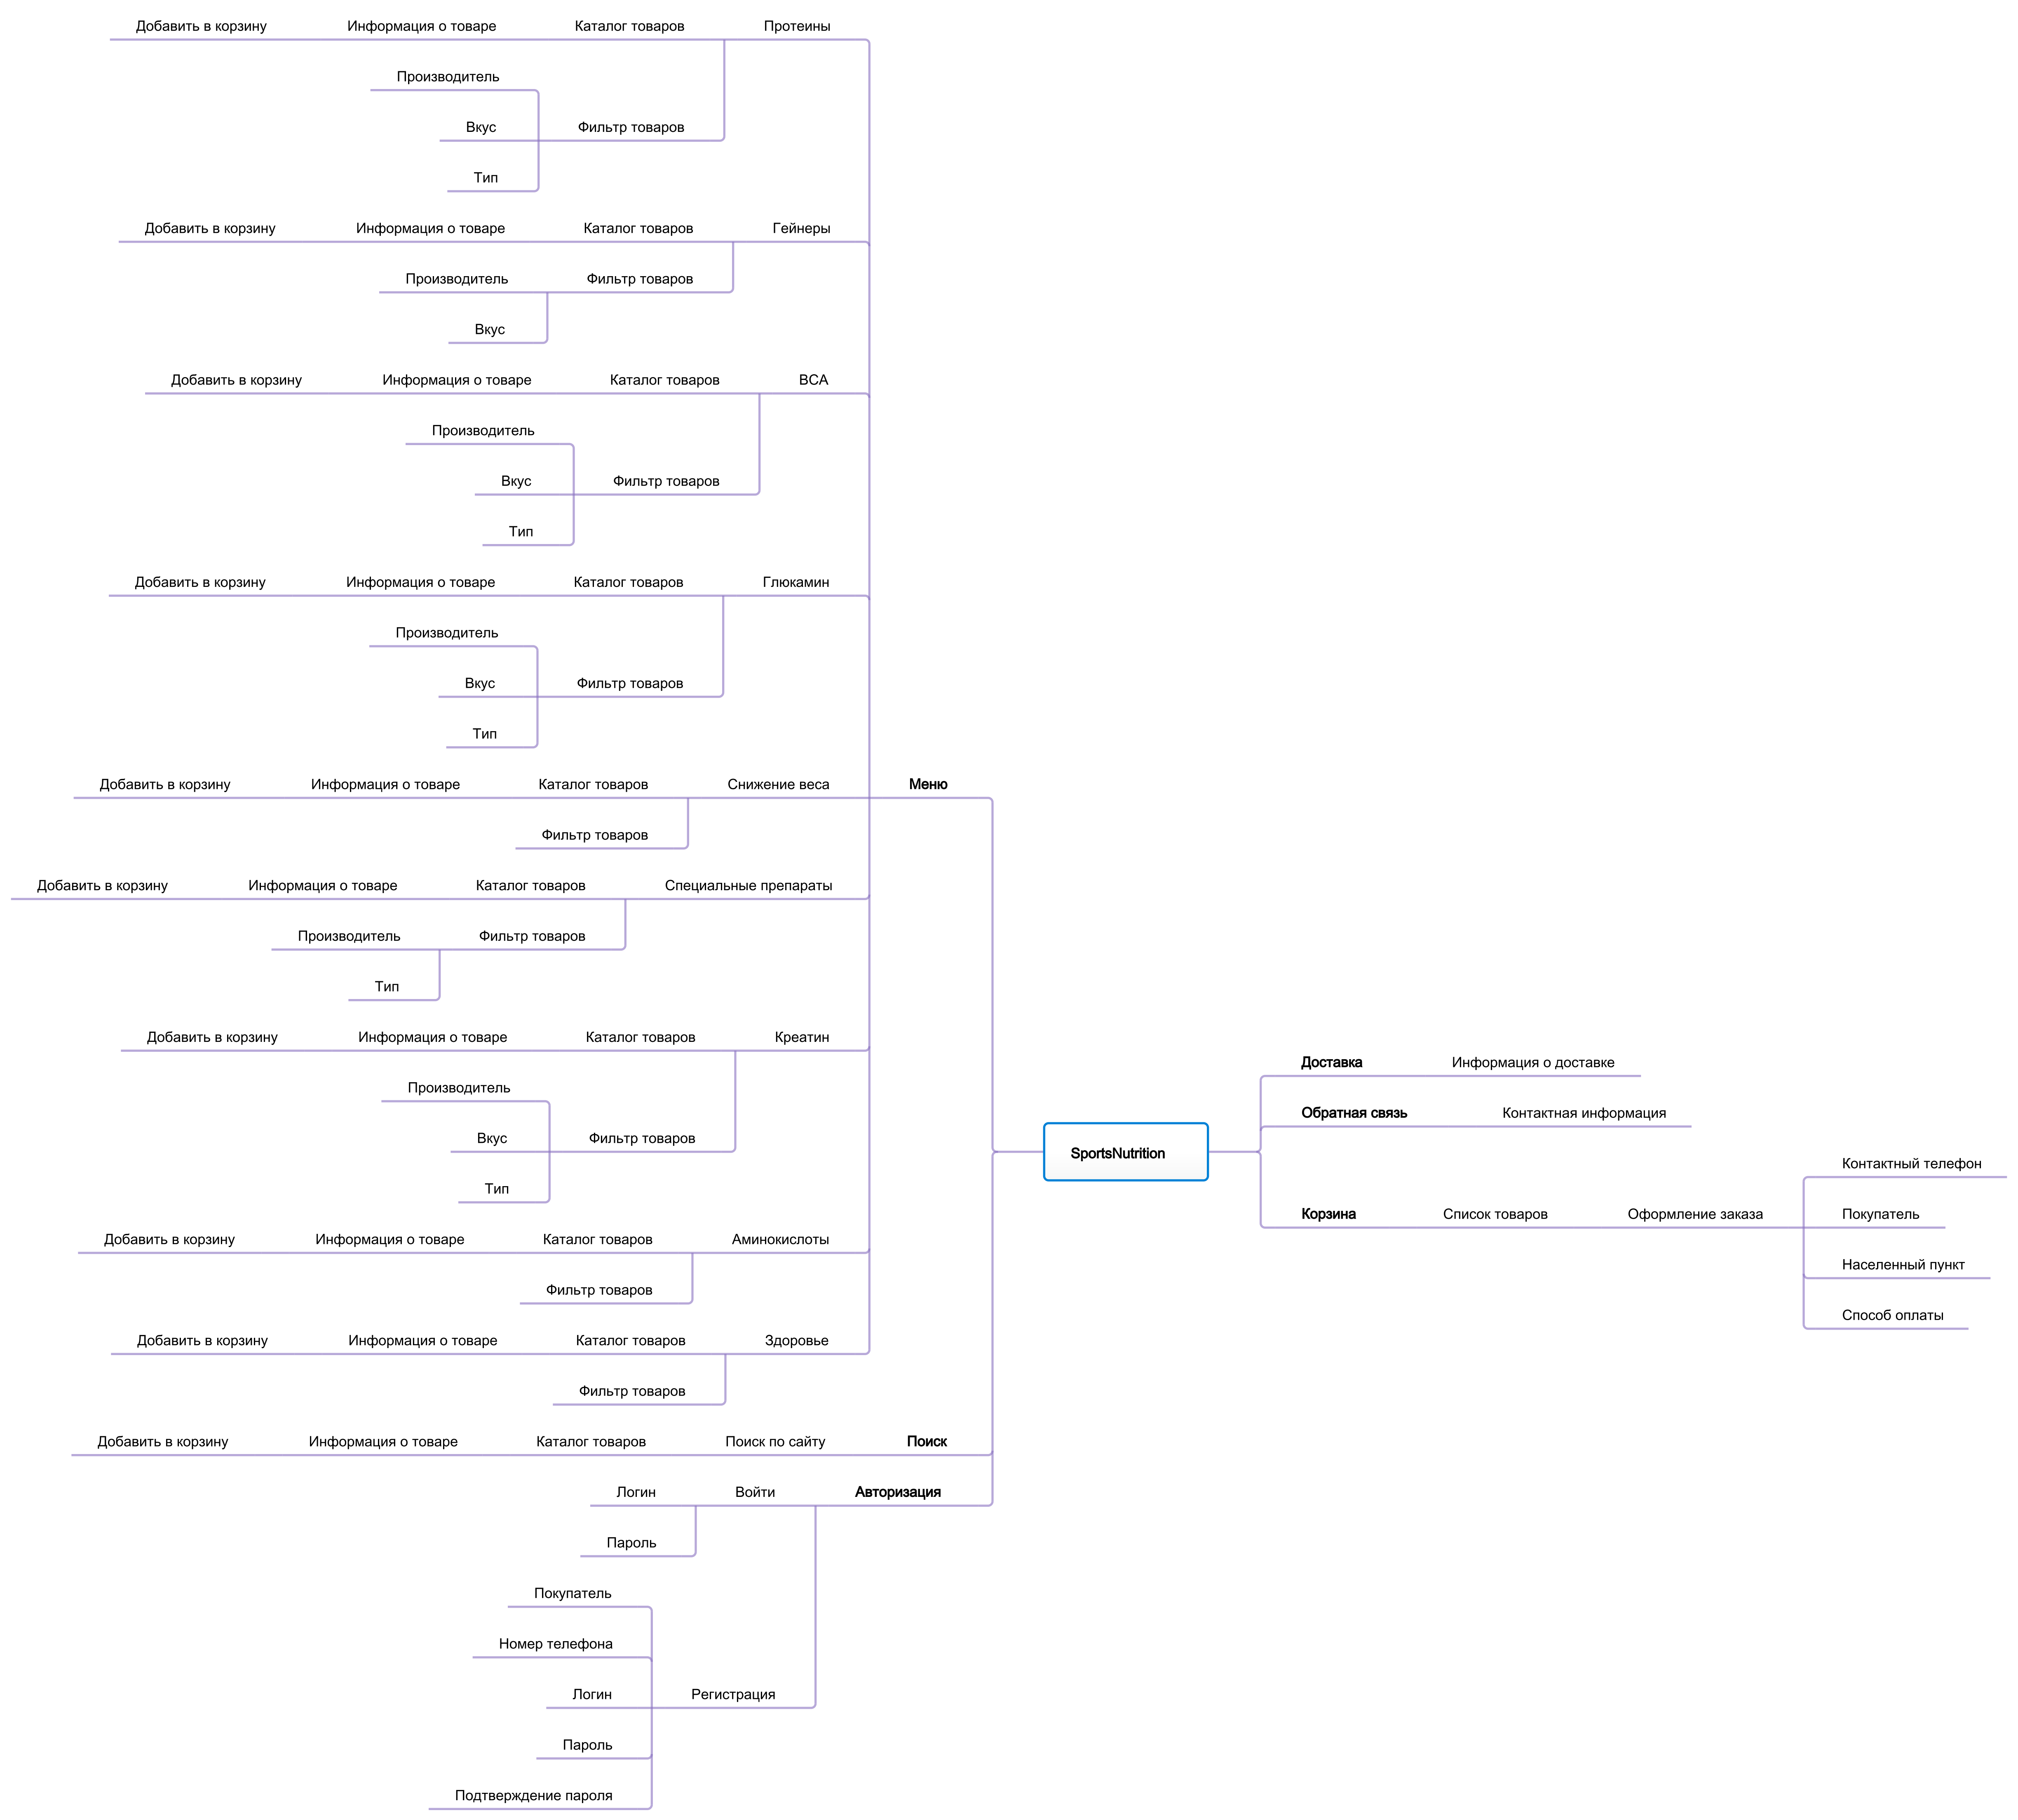 Добавить в корзину Информация о товаре Каталог товаров Протеины
Производитель
Вкус Фильтр товаров
Тип
Добавить в корзину Информация о товаре Каталог товаров Гейнеры
Производитель Фильтр товаров
Вкус
Добавить в корзину Информация о товаре Каталог товаров BCA
Производитель
Вкус Фильтр товаров
Тип
Добавить в корзину Информация о товаре Каталог товаров Глюкамин
Производитель
Вкус Фильтр товаров
Тип
Добавить в корзину Информация о товаре Каталог товаров Снижение веса Меню
Фильтр товаров
Добавить в корзину Информация о товаре Каталог товаров Специальные препараты
Производитель Фильтр товаров
Тип
Добавить в корзину Информация о товаре Каталог товаров Креатин
Производитель
Вкус Фильтр товаров
Тип
Добавить в корзину Информация о товаре Каталог товаров Аминокислоты
Фильтр товаров
Добавить в корзину Информация о товаре Каталог товаров Здоровье
Фильтр товаров
Добавить в корзину Информация о товаре Каталог товаров Поиск по сайту Поиск
Логин Войти Авторизация
Пароль
Покупатель
Номер телефона
Логин Регистрация
Пароль
Подтверждение пароля
SportsNutrition
Доставка Информация о доставке
Обратная связь Контактная информация
Контактный телефон
Корзина Список товаров Оформление заказа Покупатель
Населенный пункт
Способ оплаты